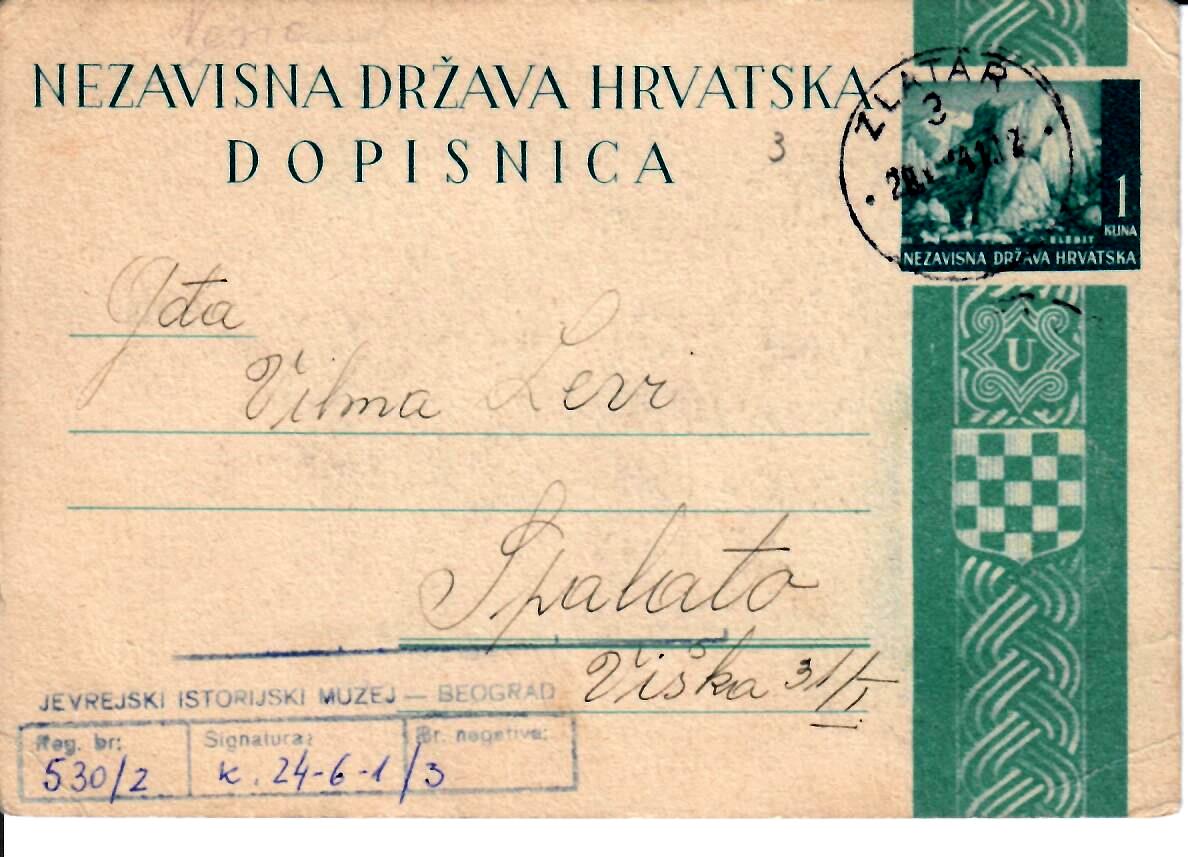 NEZAVISNA DRŽAVA HRVATSKA
DOPISNICA
3
ZLATAR
3
1
KUNA
NEZAVISNA DRŽAVA HRVATSKA
U
Gđa
Vilma Levi
Spalato
Viška 31/I
JEVREJSKI ISTORIJSKI MUZEJ — BEOGRAD
Reg. br: Signatura: Br. negativa:
530/2 K. 24-6-1/3